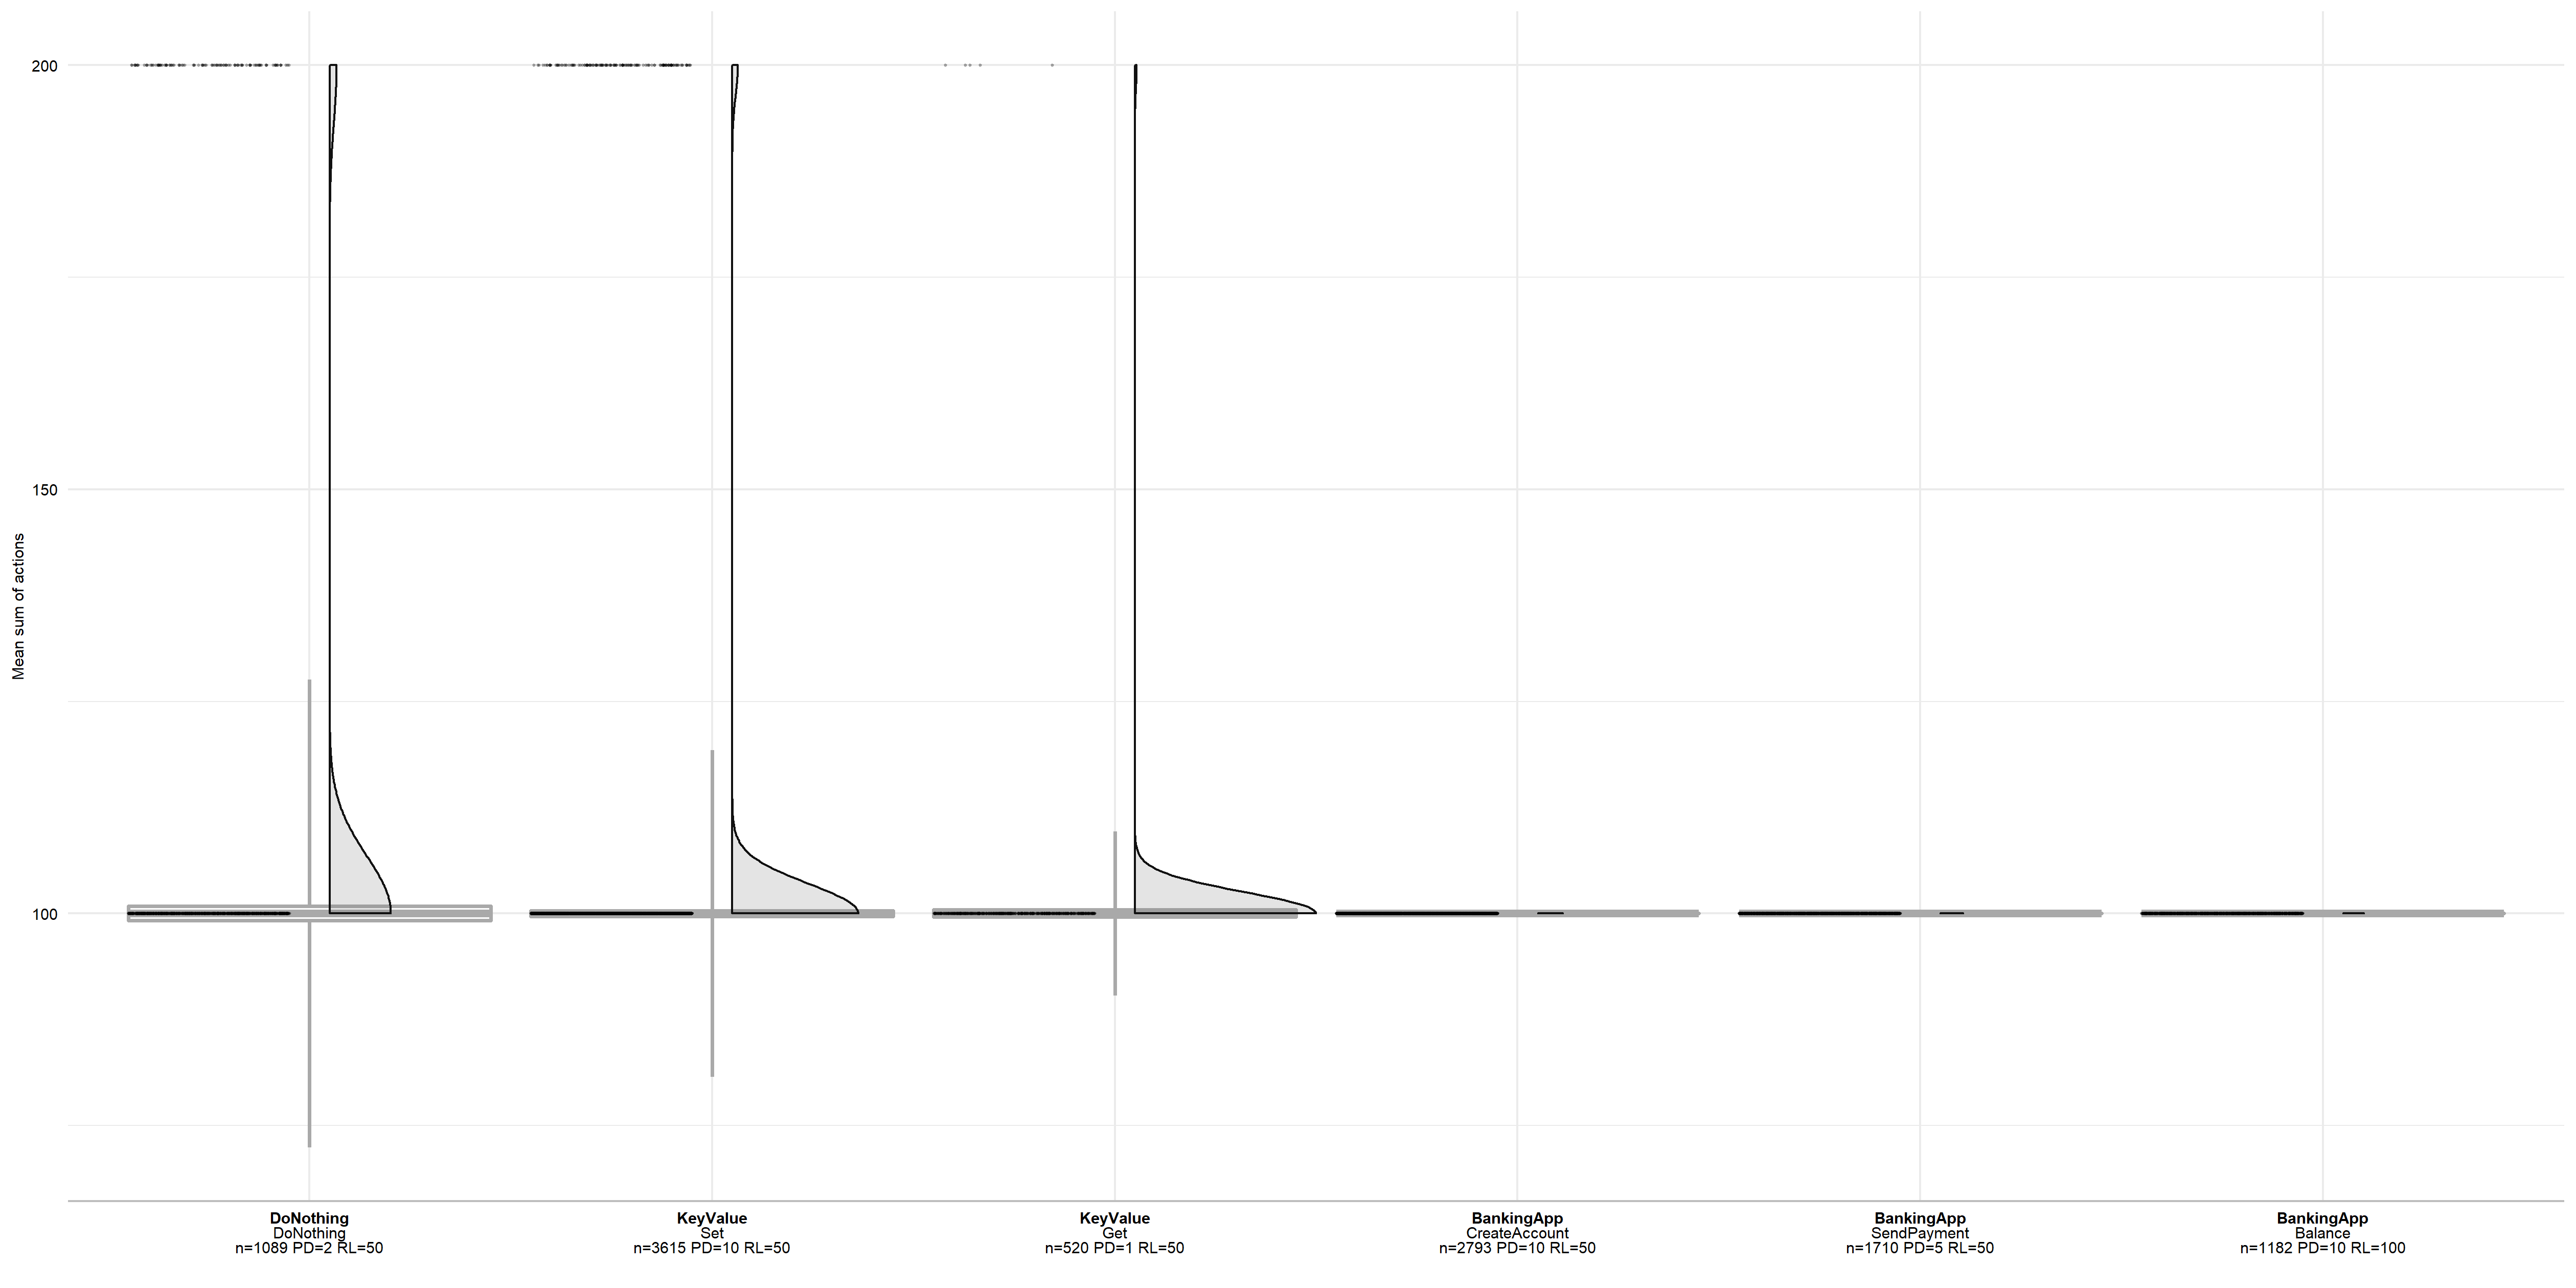 200
150
100
Mean sum of actions
DoNothing
DoNothing
n=1089 PD=2 RL=50
KeyValue
Set
n=3615 PD=10 RL=50
KeyValue
Get
n=520 PD=1 RL=50
BankingApp
CreateAccount
n=2793 PD=10 RL=50
BankingApp
SendPayment
n=1710 PD=5 RL=50
BankingApp
Balance
n=1182 PD=10 RL=100